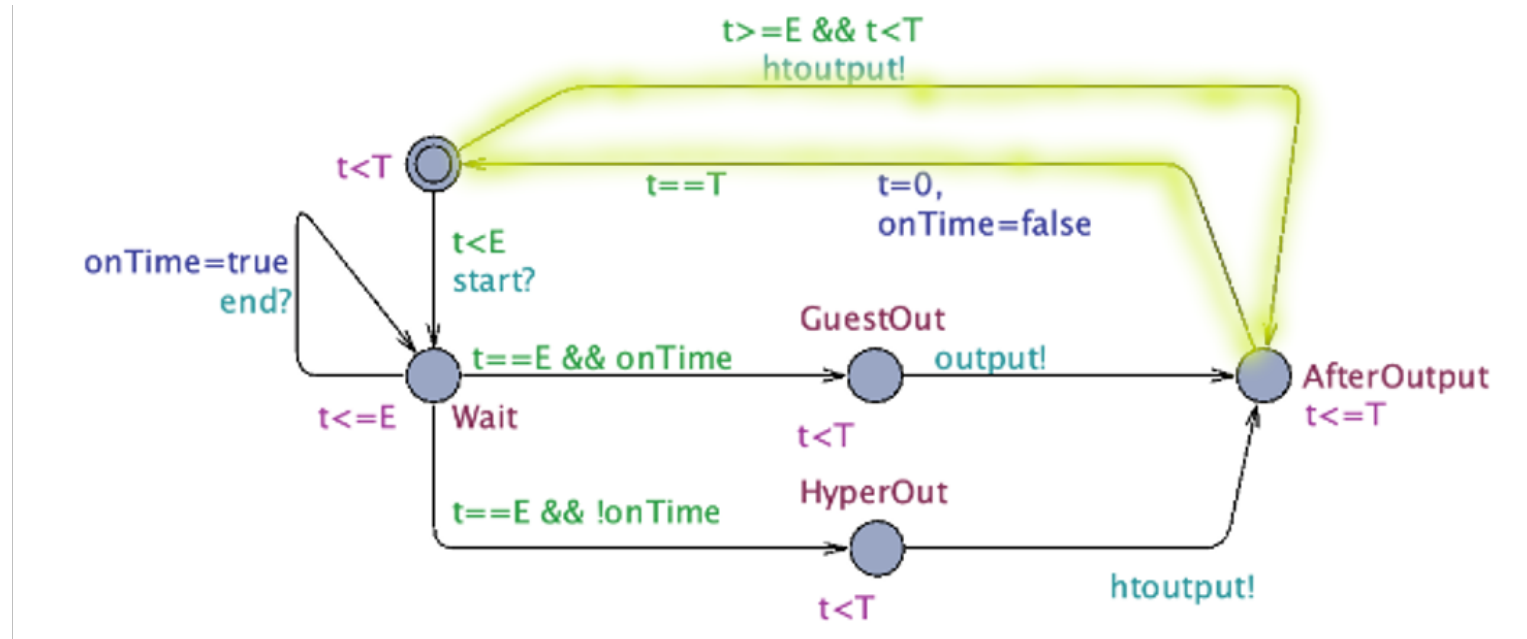 t>=E && t<T
htoutput!
t<T
t==T
t=0,
onTime=false
onTime=true
end?
t<E
start?
GuestOut
t==E && onTime
output!
AfterOutput
t<=T
t<=E
Wait
t<T
HyperOut
t==E && !onTime
htoutput!
t<T